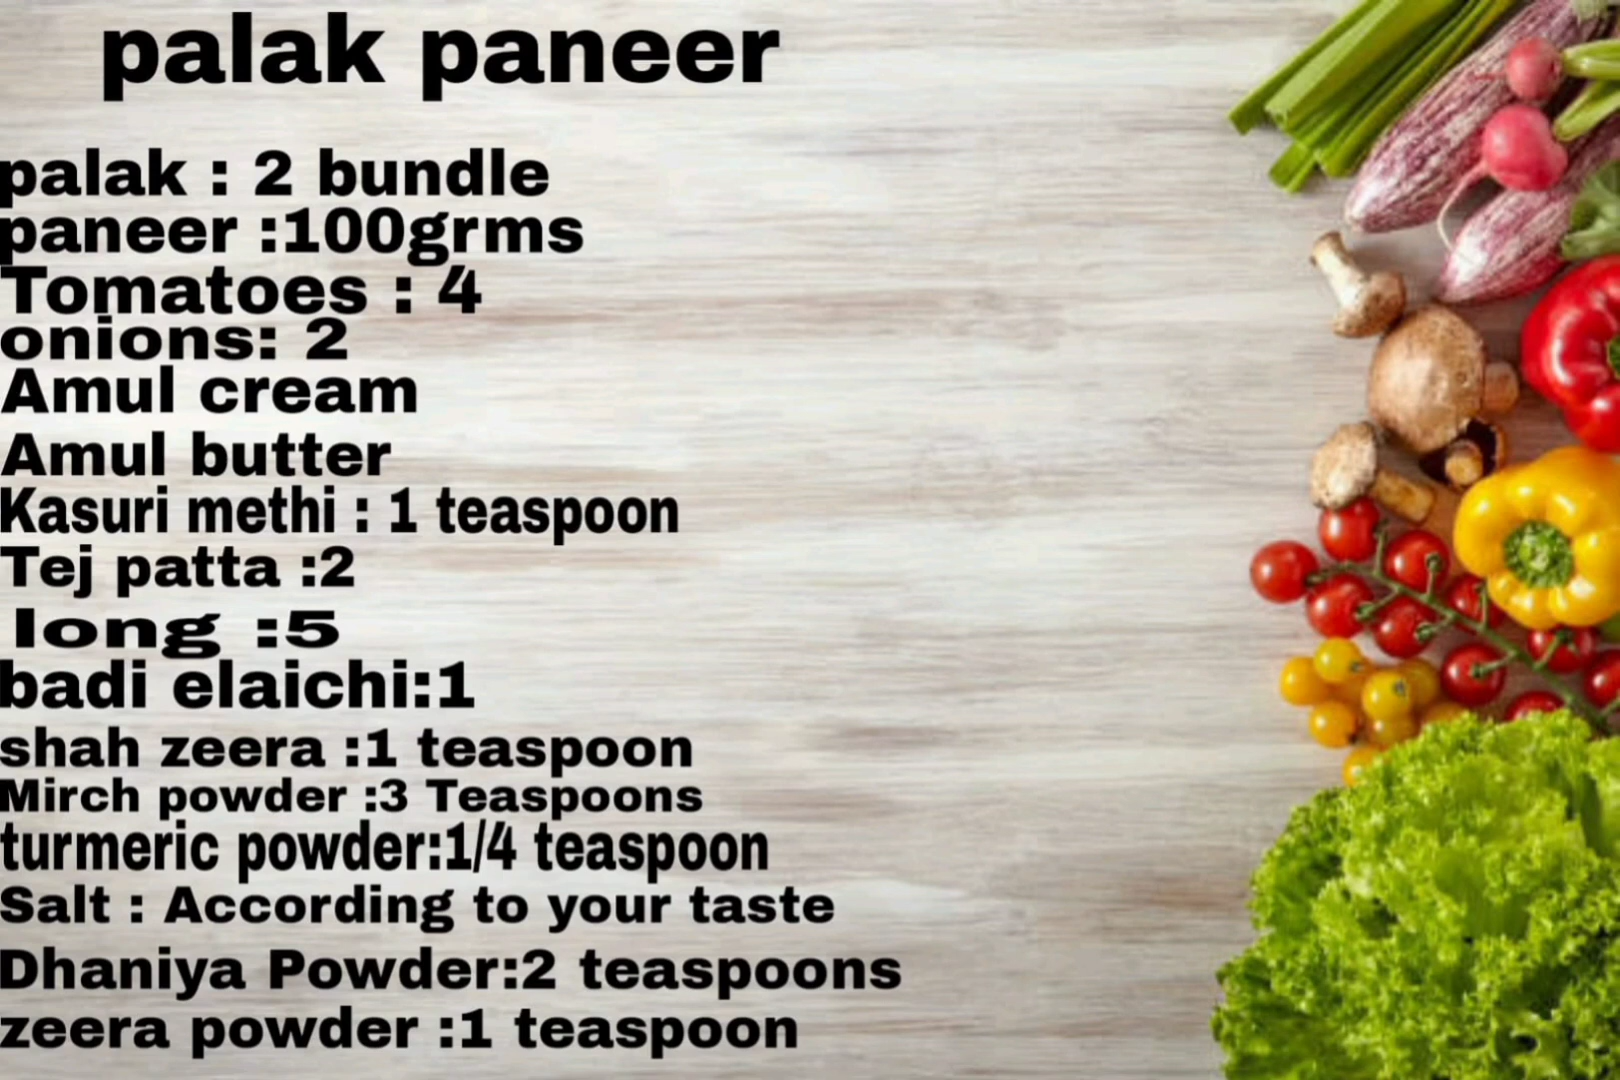 palak paneer
palak : 2 bundle
paneer :100grms
Tomatoes : 4
onions: 2
Amul cream
Amul butter
Kasuri methi : 1 teaspoon
Tej patta :2
long :5
badi elaichi:1
shah zeera :1 teaspoon
Mirch powder :3 Teaspoons
turmeric powder:1/4 teaspoon
Salt : According to your taste
Dhaniya Powder:2 teaspoons
zeera powder :1 teaspoon